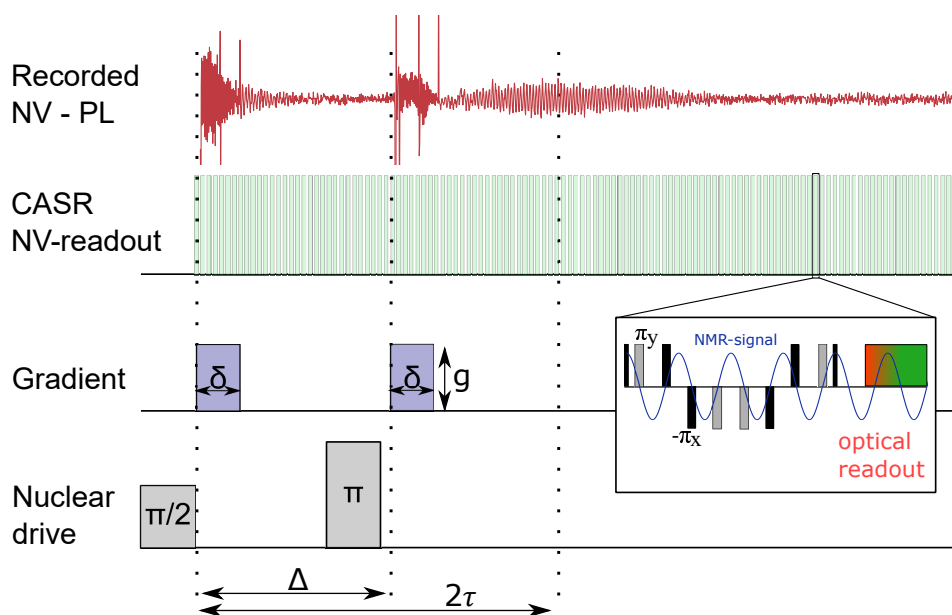 Recorded
NV - PL
CASR
NV-readout
πy
NMR-signal
-πx
optical
readout
Gradient
δ
δ
g
Nuclear
drive
π/2
π
Δ
2τ